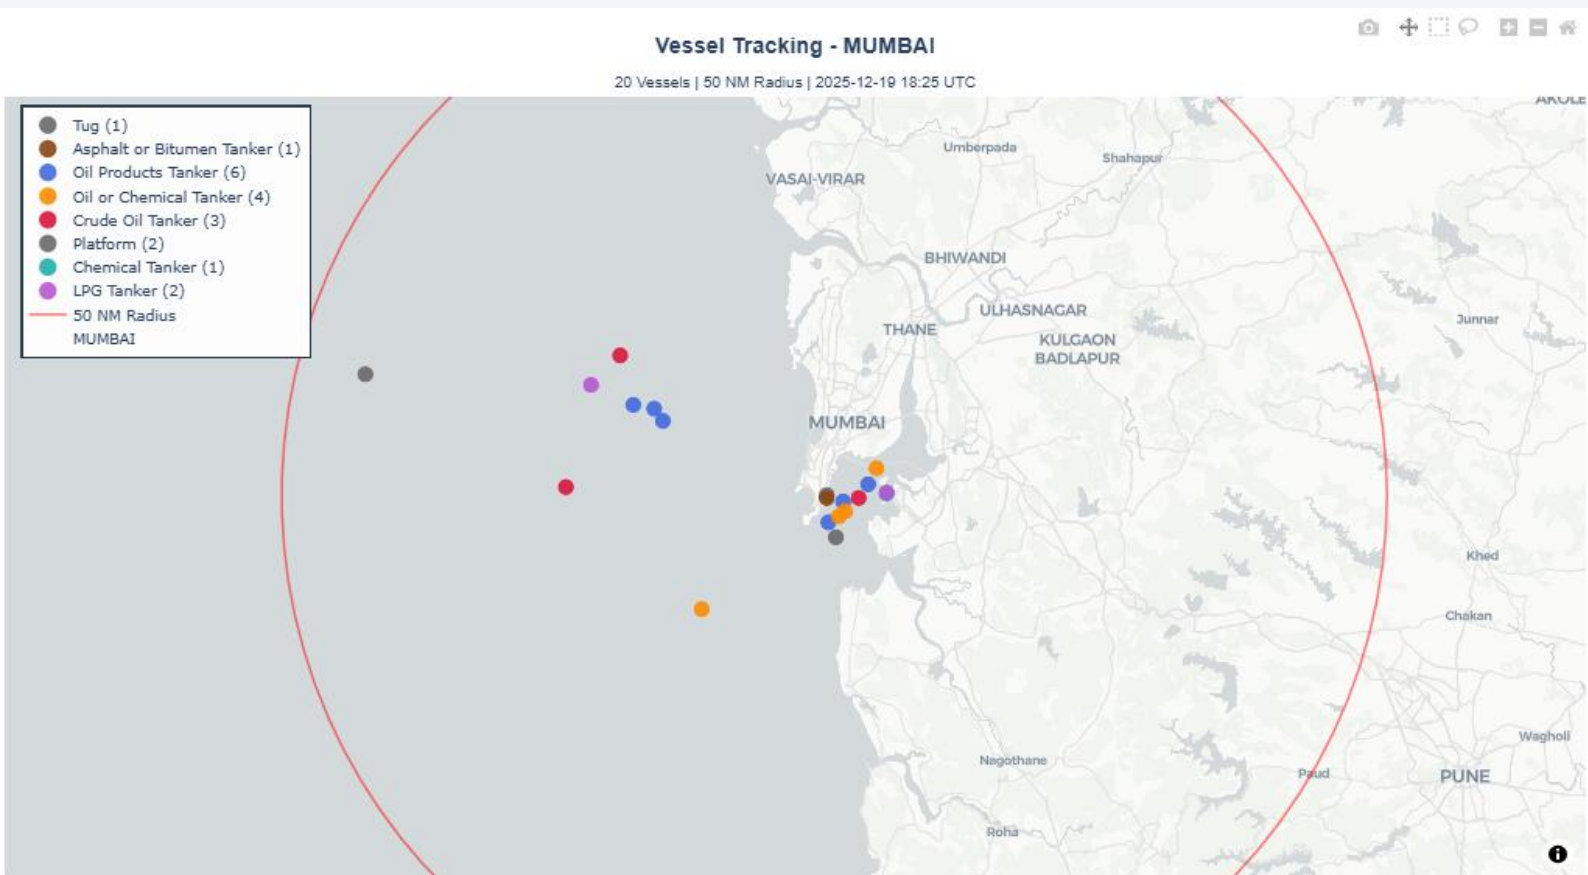 Vessel Tracking - MUMBAI
20 Vessels | 50 NM Radius | 2025-12-19 18:25 UTC
Tug (1)
Asphalt or Bitumen Tanker (1)
Oil Products Tanker (6)
Oil or Chemical Tanker (4)
Crude Oil Tanker (3)
Platform (2)
Chemical Tanker (1)
LPG Tanker (2)
50 NM Radius
MUMBAI
AKOLE
Umberpada
Shahapur
VASAI-VIRAR
BHIWANDI
ULHASNAGAR
THANE
Junnar
KULGAON
BADLAPUR
MUMBAI
Khed
Chakan
Wagholi
Nagothane
Paud
PUNE
Roha